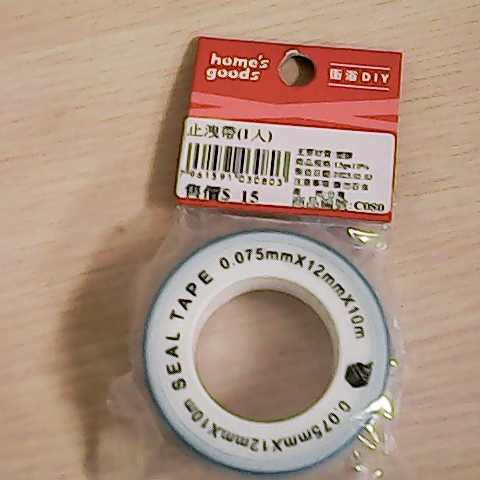 home's
goods
衛浴DIY
止洩帶(1入)
售價$ 15
C080
SEAL TAPE 0.075mmX12mmX10m
0.075mmX12mmX10m